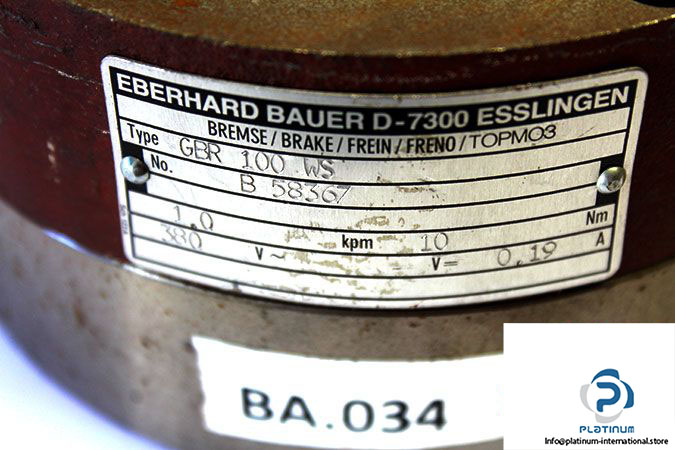 EBERHARD BAUER D-7300 ESSLINGEN
BREMSE/BRAKE/FREIN/FRENO/TOPMO3
Type GBR 100 WS
No. B 58367
1.0 kpm 10 Nm
380 V~ V= 0,19 A
BA.034
PLATINUM
Info@platinum-international.store